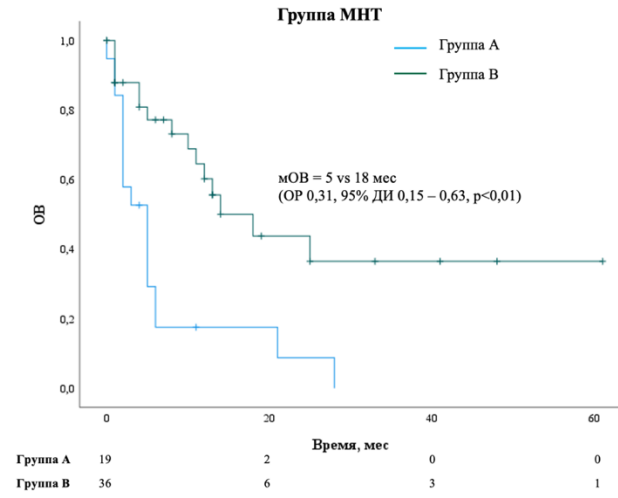 Группа МНТ
Группа A
Группа B
мОВ = 5 vs 18 мес
(ОР 0,31, 95% ДИ 0,15 – 0,63, p<0,01)
ОВ
1,0
0,8
0,6
0,4
0,2
0,0
0 20 40 60
Время, мес
Группа A 19 2 0 0
Группа B 36 6 3 1